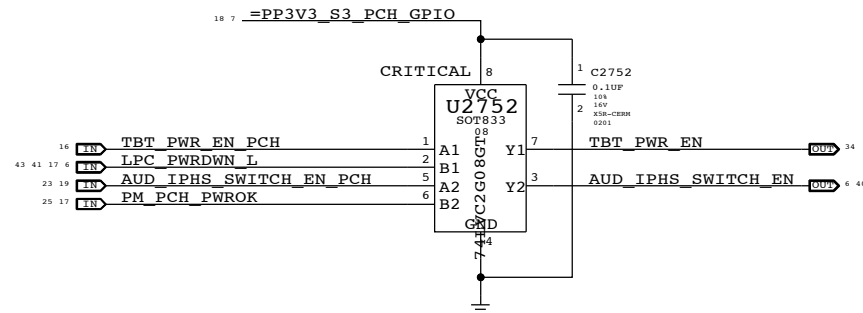 18 7 =PP3V3_S3_PCH_GPIO
CRITICAL 8
1 C2752
0.1UF
10%
16V
X5R-CERM
0201
2
VCC
U2752
SOT833
08
74LVC2G08GT
16 IN TBT_PWR_EN_PCH 1 A1 Y1 7 TBT_PWR_EN OUT 34
43 41 17 6 IN LPC_PWRDWN_L 2 B1
23 19 IN AUD_IPHS_SWITCH_EN_PCH 5 A2 Y2 3 AUD_IPHS_SWITCH_EN OUT 6
25 17 IN PM_PCH_PWROK 6 B2
GND
4